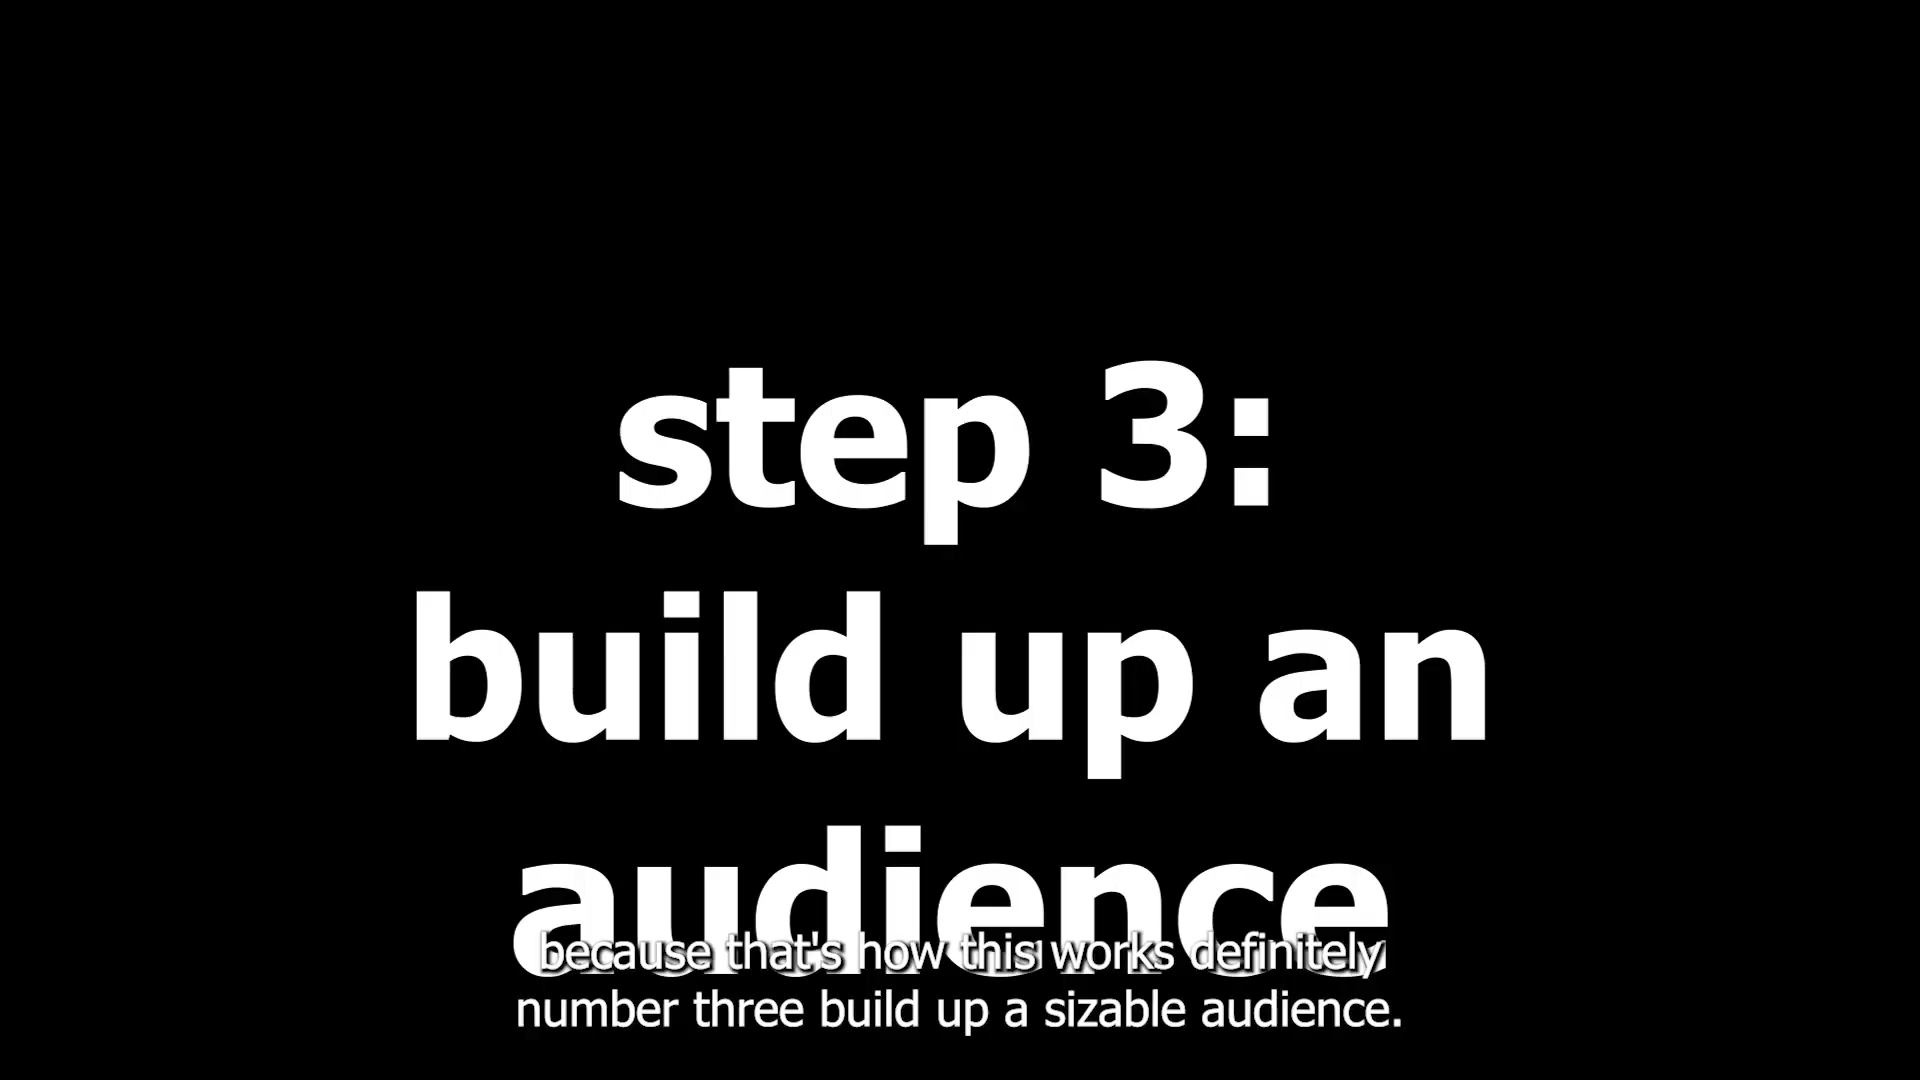 step 3:
build up an
audience
because that's how this works definitely
number three build up a sizable audience.